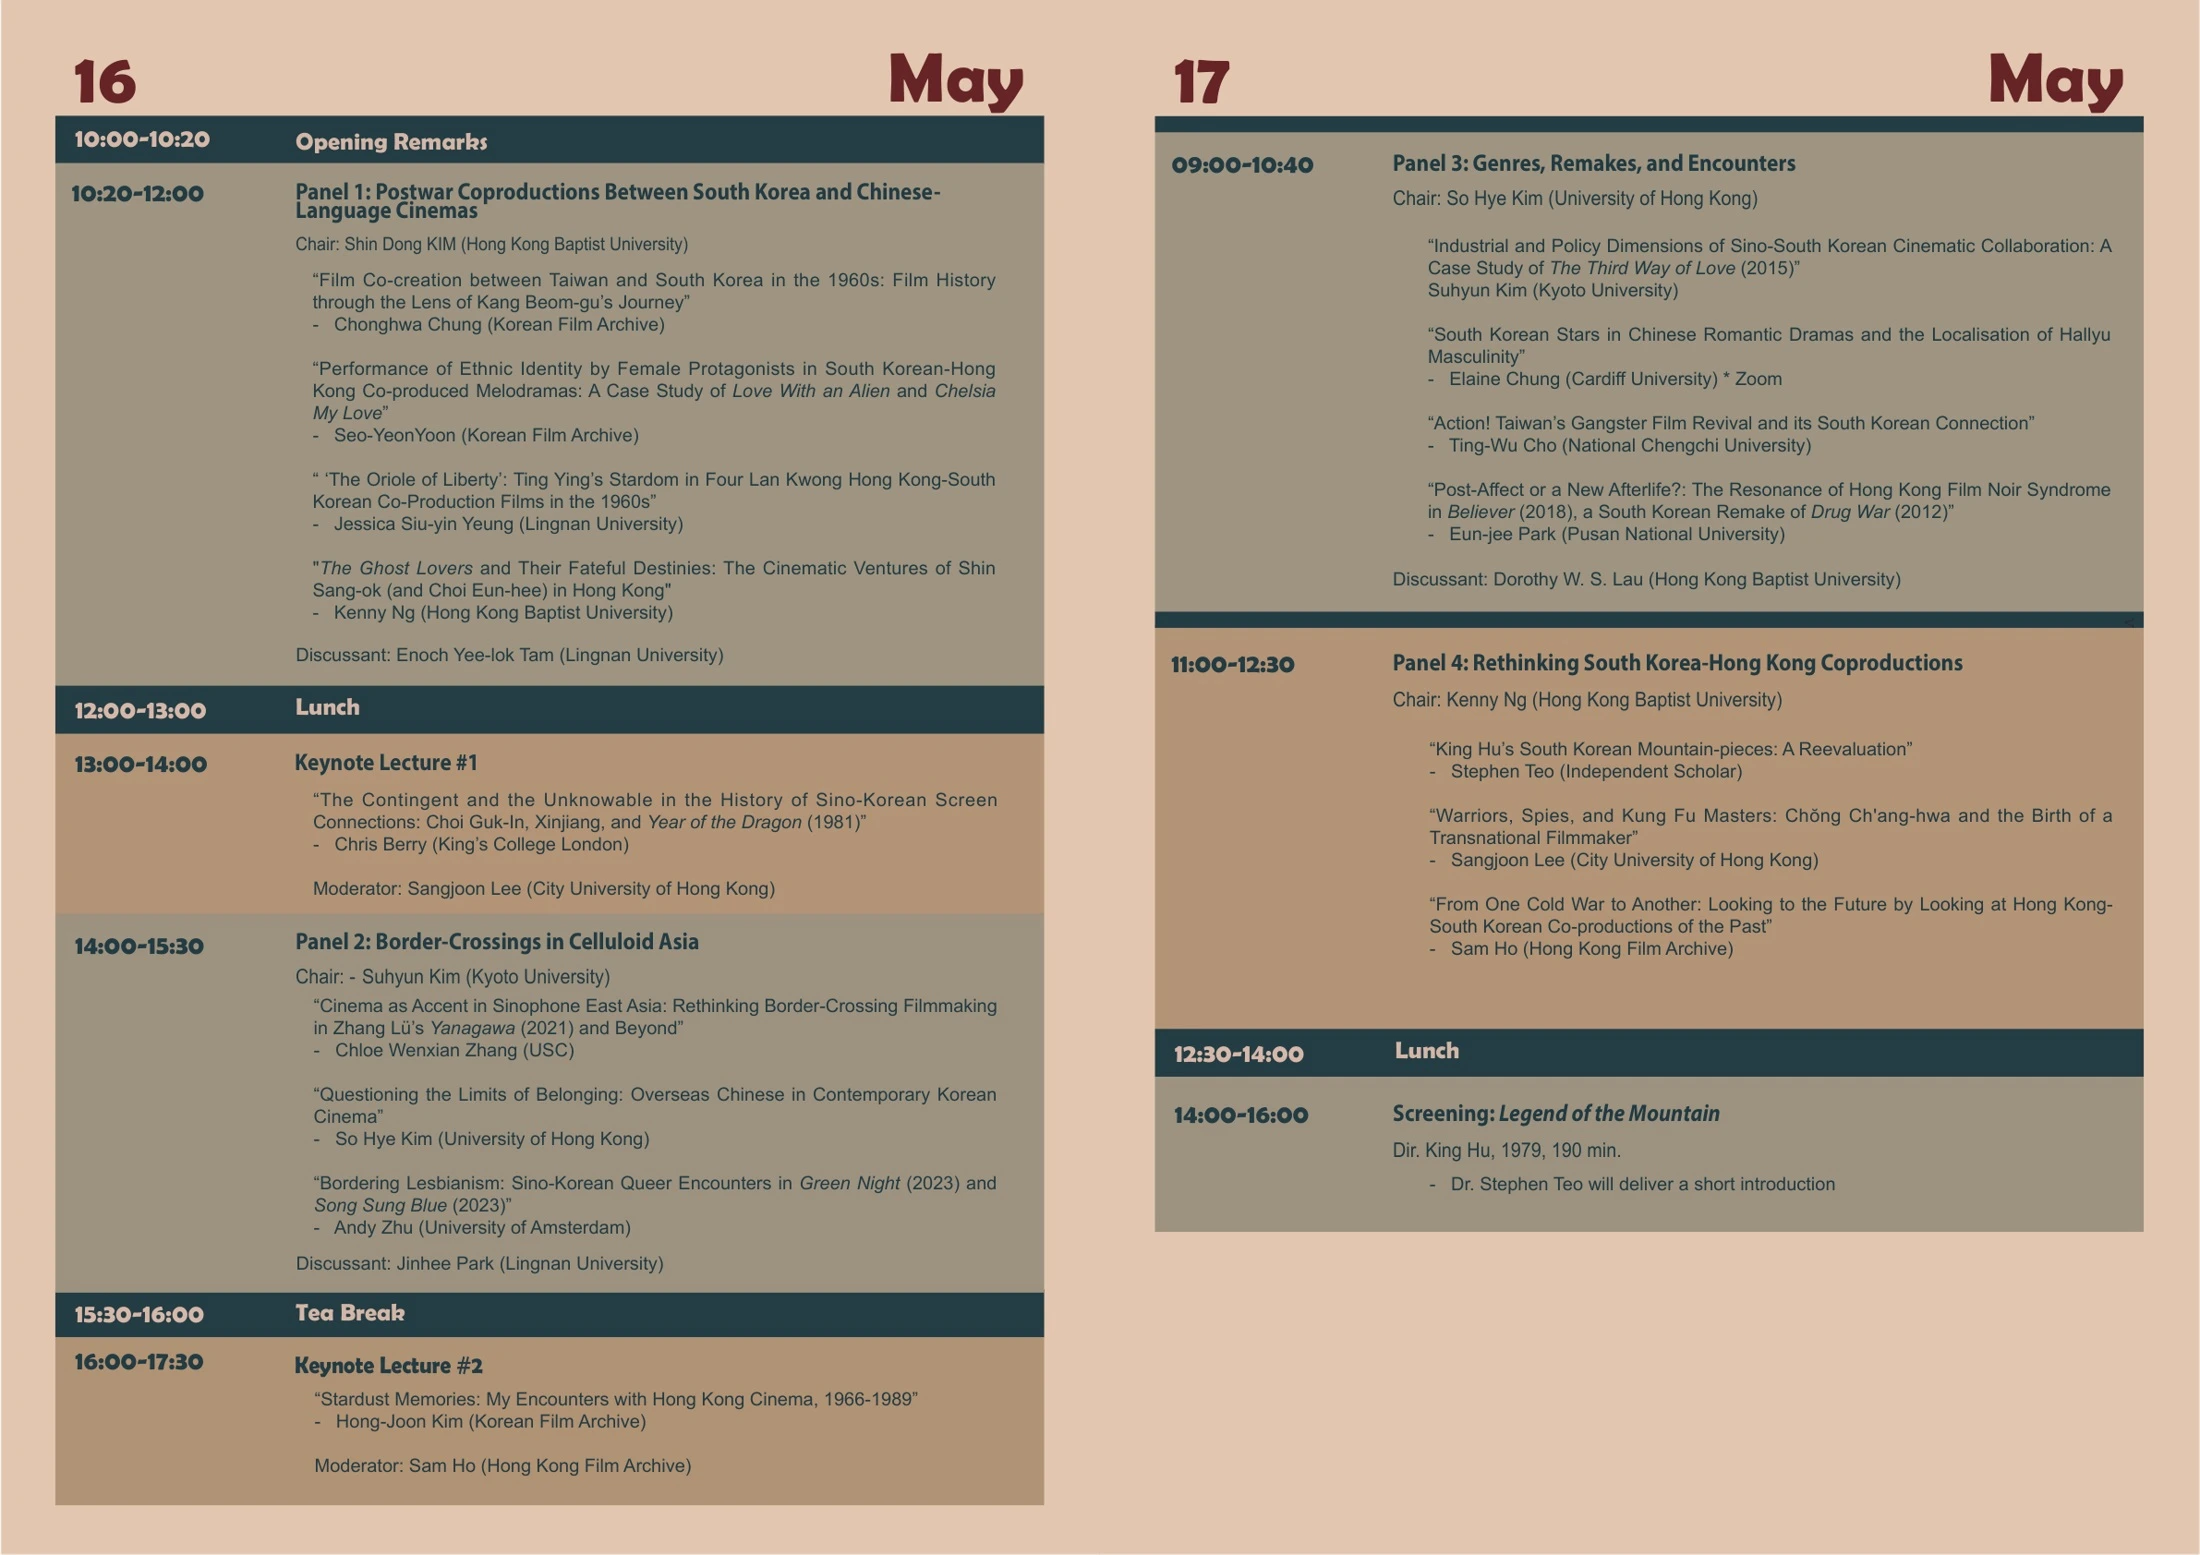 16 May
10:00-10:20 Opening Remarks
10:20-12:00 Panel 1: Postwar Coproductions Between South Korea and Chinese-
Language Cinemas
Chair: Shin Dong KIM (Hong Kong Baptist University)
“Film Co-creation between Taiwan and South Korea in the 1960s: Film History
through the Lens of Kang Beom-gu’s Journey”
- Chonghwa Chung (Korean Film Archive)
“Performance of Ethnic Identity by Female Protagonists in South Korean-Hong
Kong Co-produced Melodramas: A Case Study of Love With an Alien and Chelsia
My Love”
- Seo-YeonYoon (Korean Film Archive)
“ ‘The Oriole of Liberty’: Ting Ying’s Stardom in Four Lan Kwong Hong Kong-South
Korean Co-Production Films in the 1960s”
- Jessica Siu-yin Yeung (Lingnan University)
"The Ghost Lovers and Their Fateful Destinies: The Cinematic Ventures of Shin
Sang-ok (and Choi Eun-hee) in Hong Kong"
- Kenny Ng (Hong Kong Baptist University)
Discussant: Enoch Yee-lok Tam (Lingnan University)
12:00-13:00 Lunch
13:00-14:00 Keynote Lecture #1
“The Contingent and the Unknowable in the History of Sino-Korean Screen
Connections: Choi Guk-In, Xinjiang, and Year of the Dragon (1981)”
- Chris Berry (King’s College London)
Moderator: Sangjoon Lee (City University of Hong Kong)
14:00-15:30 Panel 2: Border-Crossings in Celluloid Asia
Chair: - Suhyun Kim (Kyoto University)
“Cinema as Accent in Sinophone East Asia: Rethinking Border-Crossing Filmmaking
in Zhang Lü’s Yanagawa (2021) and Beyond”
- Chloe Wenxian Zhang (USC)
“Questioning the Limits of Belonging: Overseas Chinese in Contemporary Korean
Cinema”
- So Hye Kim (University of Hong Kong)
“Bordering Lesbianism: Sino-Korean Queer Encounters in Green Night (2023) and
Song Sung Blue (2023)”
- Andy Zhu (University of Amsterdam)
Discussant: Jinhee Park (Lingnan University)
15:30-16:00 Tea Break
16:00-17:30 Keynote Lecture #2
“Stardust Memories: My Encounters with Hong Kong Cinema, 1966-1989”
- Hong-Joon Kim (Korean Film Archive)
Moderator: Sam Ho (Hong Kong Film Archive)
17 May
09:00-10:40 Panel 3: Genres, Remakes, and Encounters
Chair: So Hye Kim (University of Hong Kong)
“Industrial and Policy Dimensions of Sino-South Korean Cinematic Collaboration: A
Case Study of The Third Way of Love (2015)”
Suhyun Kim (Kyoto University)
“South Korean Stars in Chinese Romantic Dramas and the Localisation of Hallyu
Masculinity”
- Elaine Chung (Cardiff University) * Zoom
“Action! Taiwan’s Gangster Film Revival and its South Korean Connection”
- Ting-Wu Cho (National Chengchi University)
“Post-Affect or a New Afterlife?: The Resonance of Hong Kong Film Noir Syndrome
in Believer (2018), a South Korean Remake of Drug War (2012)”
- Eun-jee Park (Pusan National University)
Discussant: Dorothy W. S. Lau (Hong Kong Baptist University)
11:00-12:30 Panel 4: Rethinking South Korea-Hong Kong Coproductions
Chair: Kenny Ng (Hong Kong Baptist University)
“King Hu’s South Korean Mountain-pieces: A Reevaluation”
- Stephen Teo (Independent Scholar)
“Warriors, Spies, and Kung Fu Masters: Chŏng Ch'ang-hwa and the Birth of a
Transnational Filmmaker”
- Sangjoon Lee (City University of Hong Kong)
“From One Cold War to Another: Looking to the Future by Looking at Hong Kong-
South Korean Co-productions of the Past”
- Sam Ho (Hong Kong Film Archive)
12:30-14:00 Lunch
14:00-16:00 Screening: Legend of the Mountain
Dir. King Hu, 1979, 190 min.
- Dr. Stephen Teo will deliver a short introduction